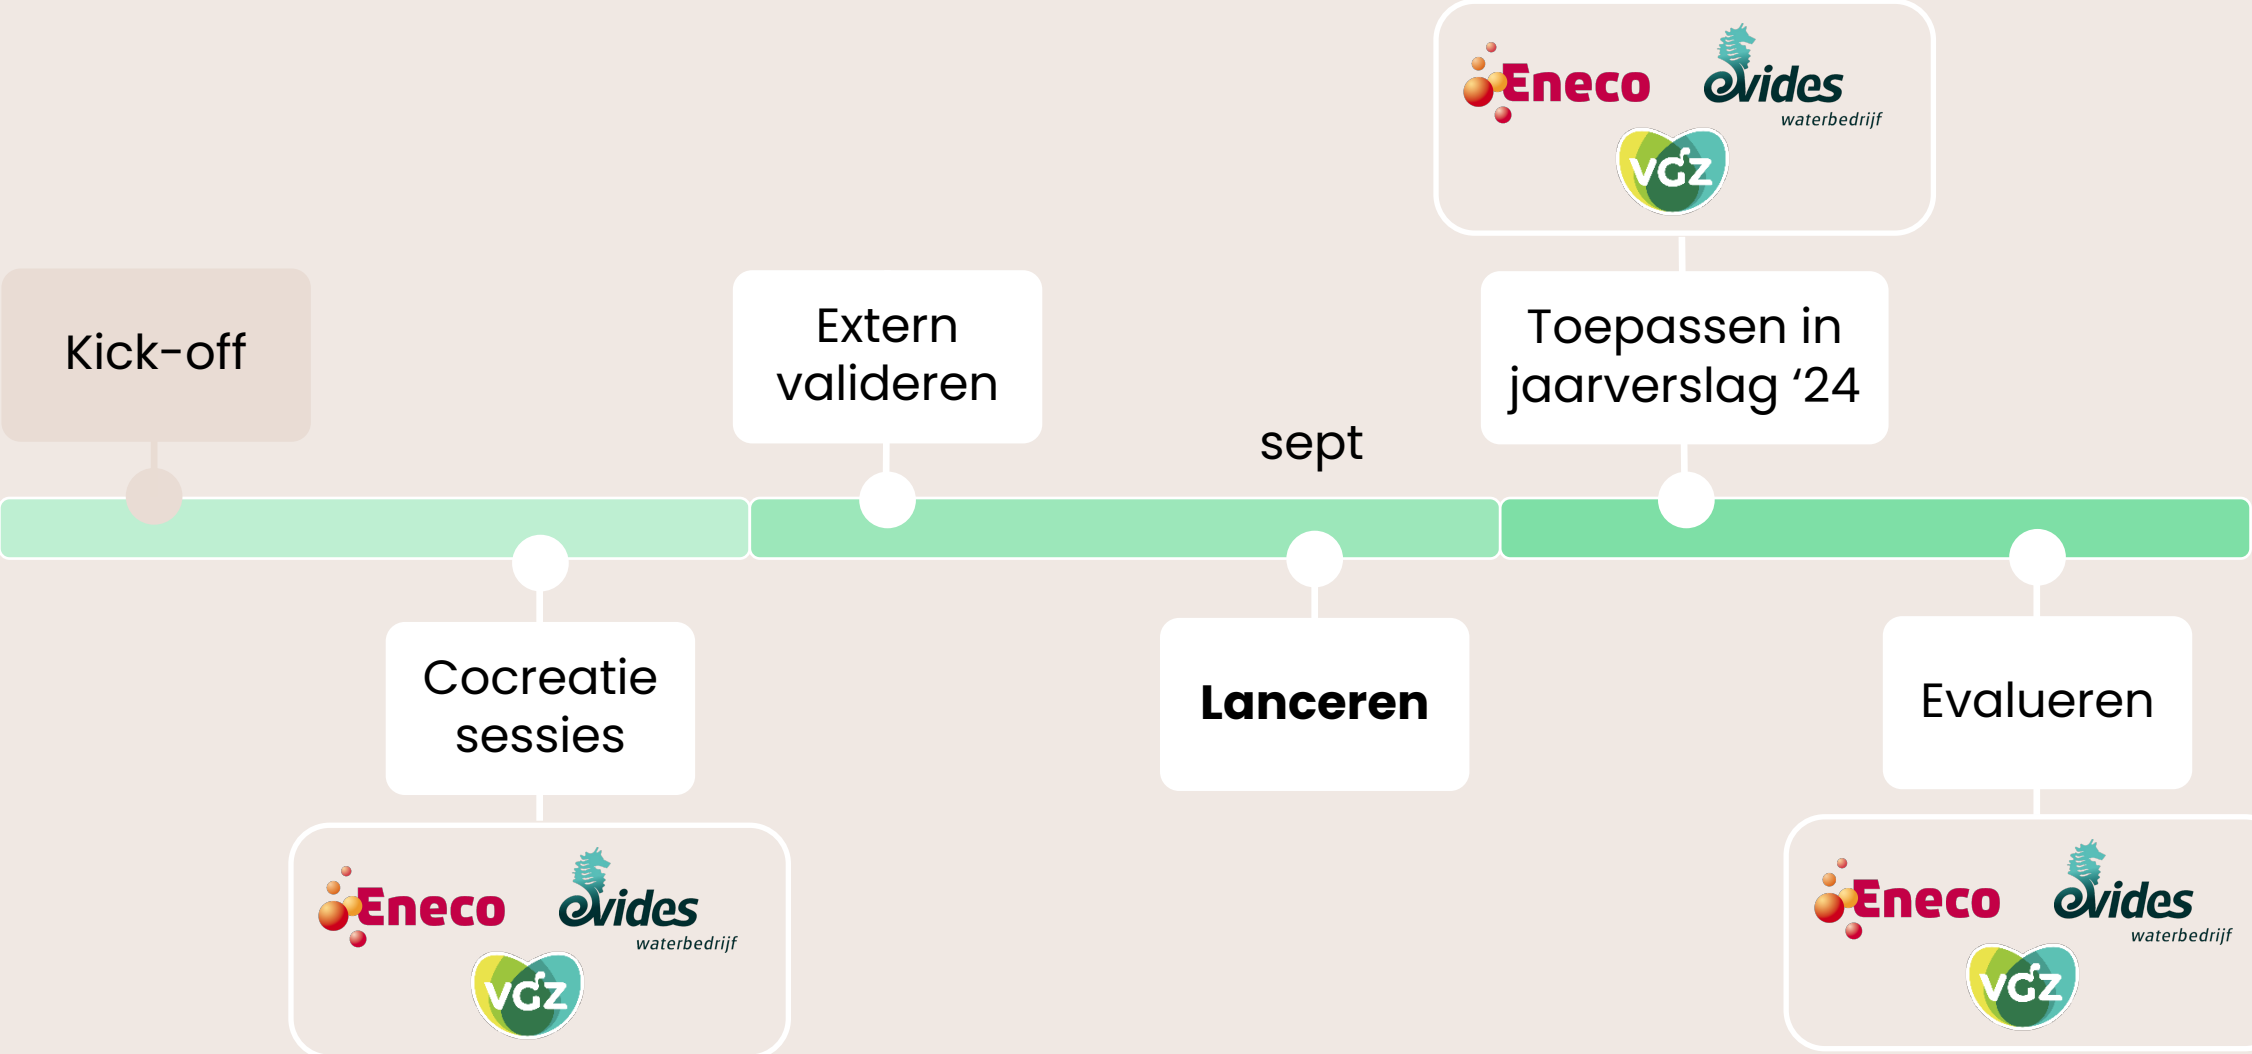 Eneco
evides
waterbedrijf
VGZ
Kick-off
Extern
valideren
sept
Toepassen in
jaarverslag ‘24
Cocreatie
sessies
Lanceren
Evalueren
Eneco
evides
waterbedrijf
VGZ
Eneco
evides
waterbedrijf
VGZ